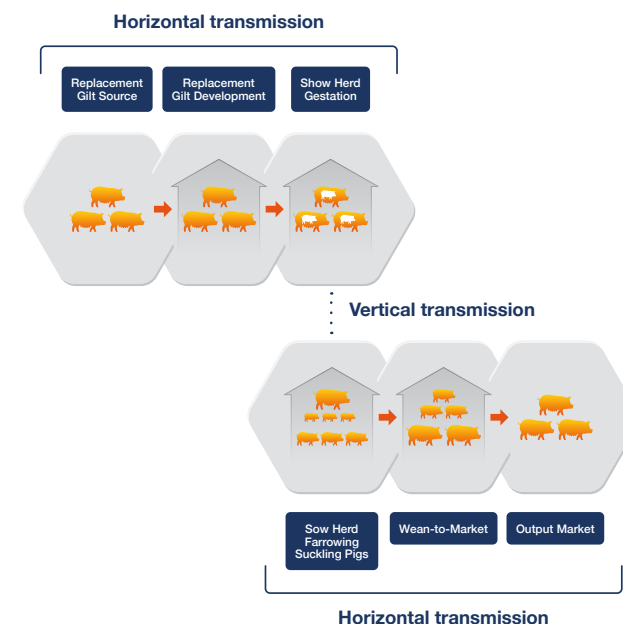 Horizontal transmission
Replacement
Gilt Source
Replacement
Gilt Development
Show Herd
Gestation
Vertical transmission
Sow Herd
Farrowing
Suckling Pigs
Wean-to-Market
Output Market
Horizontal transmission